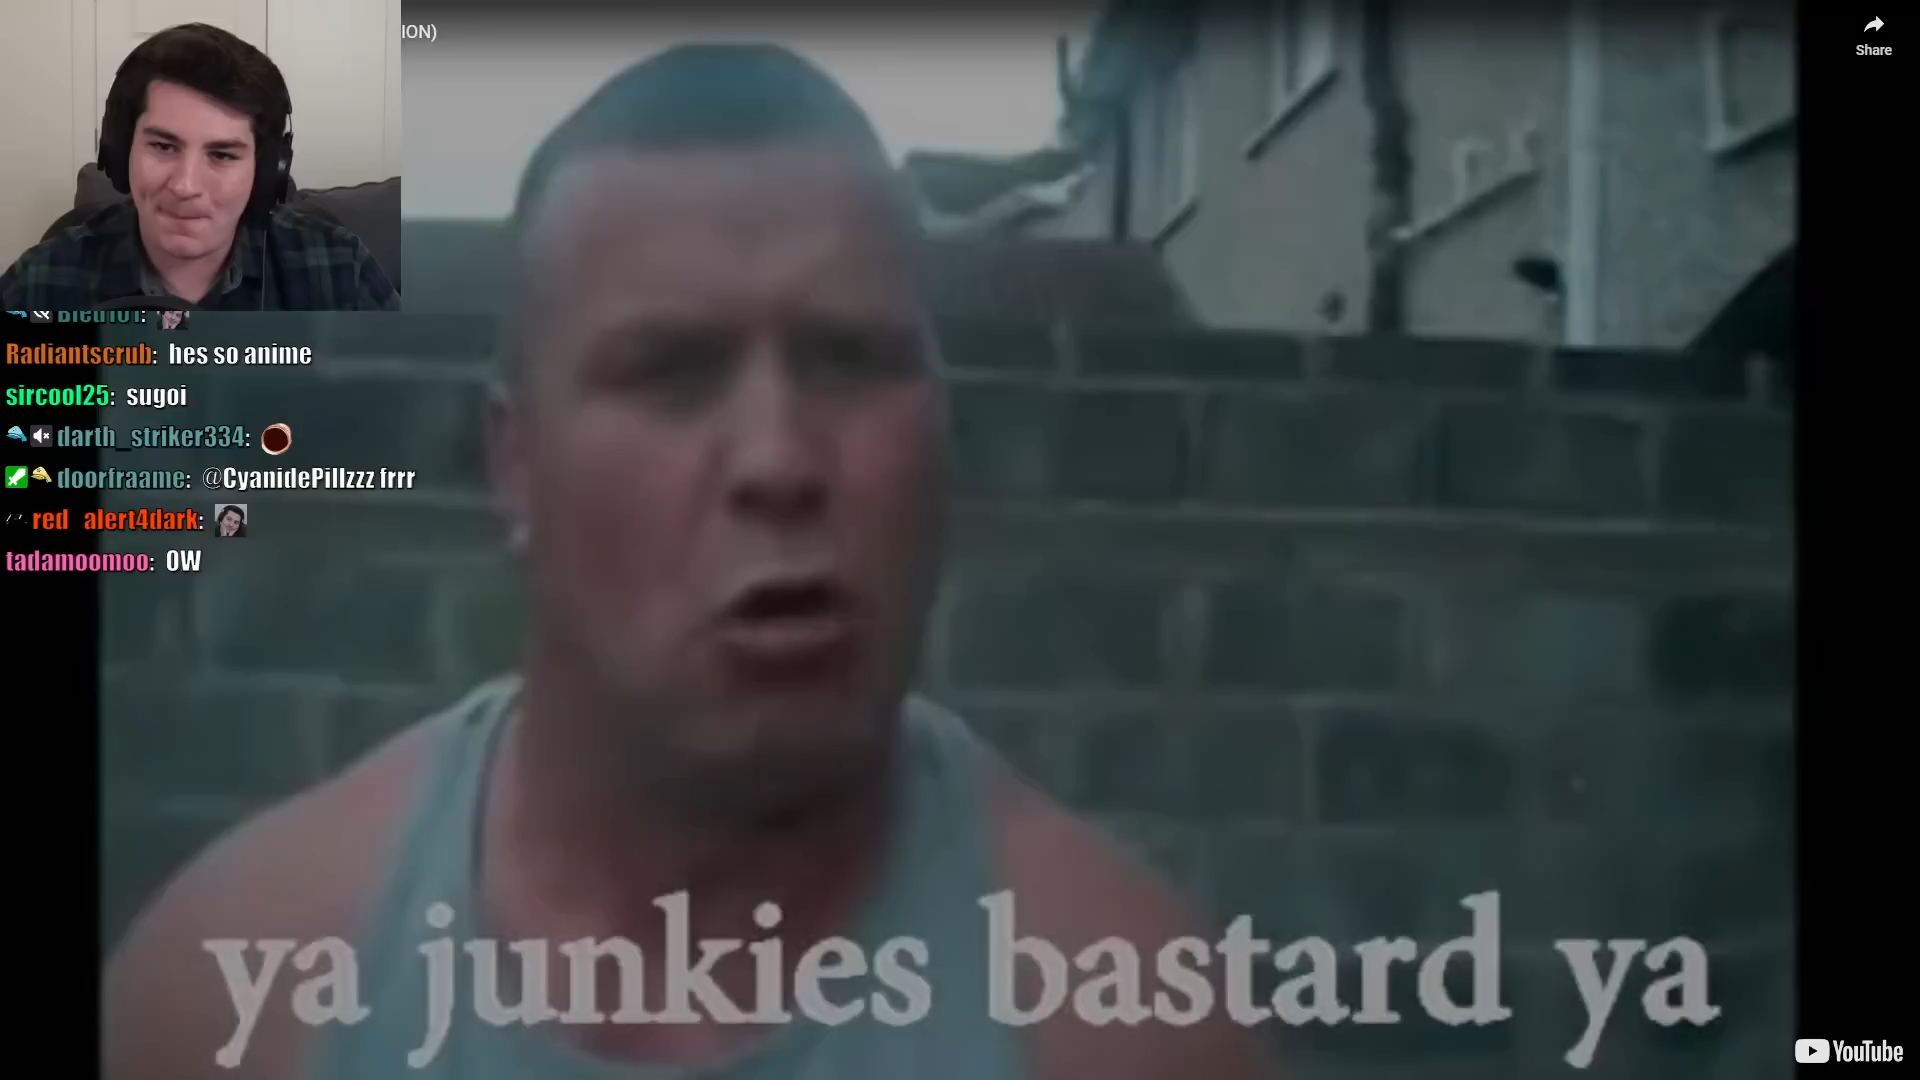 ION)
Share
Bled101:
Radiantscrub: hes so anime
sircool25: sugoi
darth_striker334:
doorfraame: @CyanidePillzzz frrr
red_alert4dark:
tadamoomoo: OW
ya junkies bastard ya
YouTube